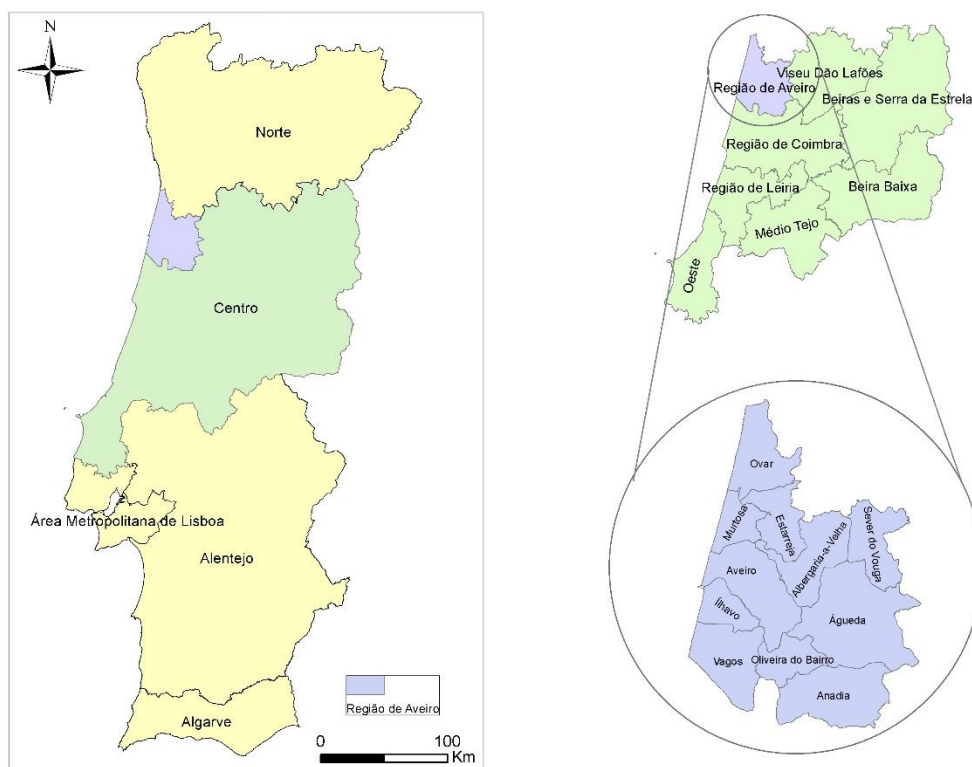 N
Norte
Centro
Área Metropolitana de Lisboa
Alentejo
Algarve
Região de Aveiro
0 100
Km
Viseu Dão Lafões
Região de Aveiro
Beiras e Serra da Estrela
Região de Coimbra
Região de Leiria
Beira Baixa
Médio Tejo
Oeste
Ovar
Murtosa
Estarreja
Albergaria-a-Velha
Sever do Vouga
Aveiro
Ílhavo
Águeda
Vagos
Oliveira do Bairro
Anadia